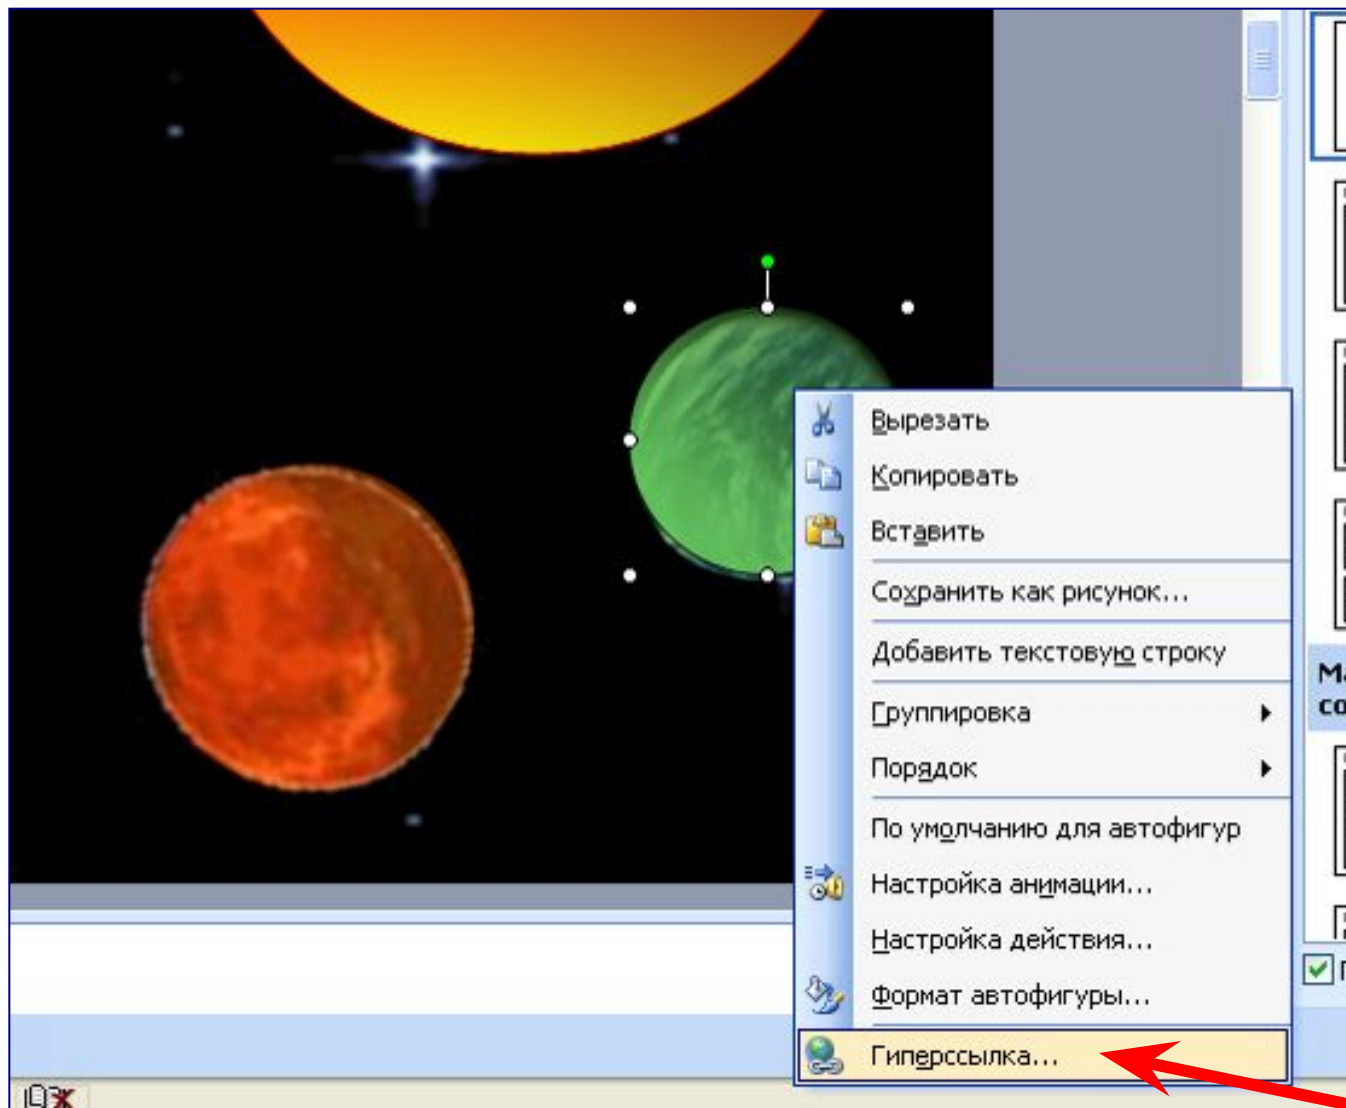 Вырезать
Копировать
Вставить
Сохранить как рисунок...
Добавить текстовую строку
Группировка
Порядок
По умолчанию для автофигур
Настройка анимации...
Настройка действия...
Формат автофигуры...
Гиперссылка...